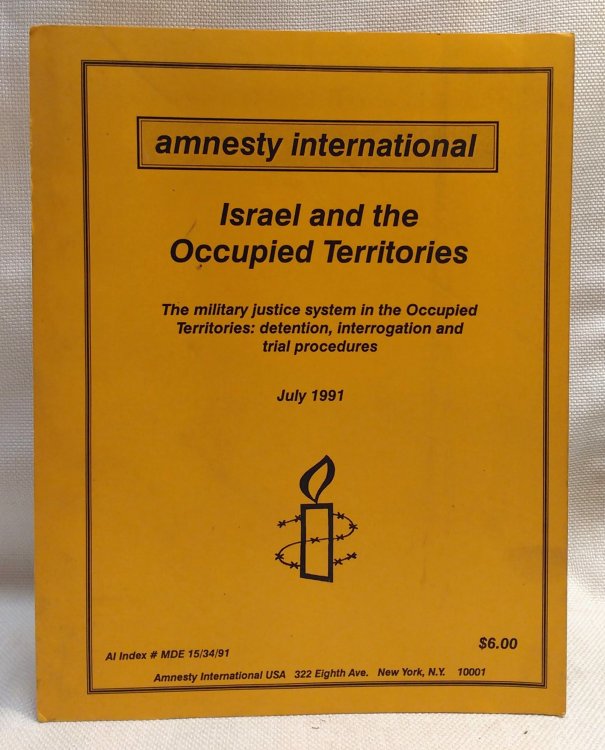 amnesty international
Israel and the
Occupied Territories
The military justice system in the Occupied
Territories: detention, interrogation and
trial procedures
July 1991
$6.00
AI Index # MDE 15/34/91
Amnesty International USA 322 Eighth Ave. New York, N.Y. 10001